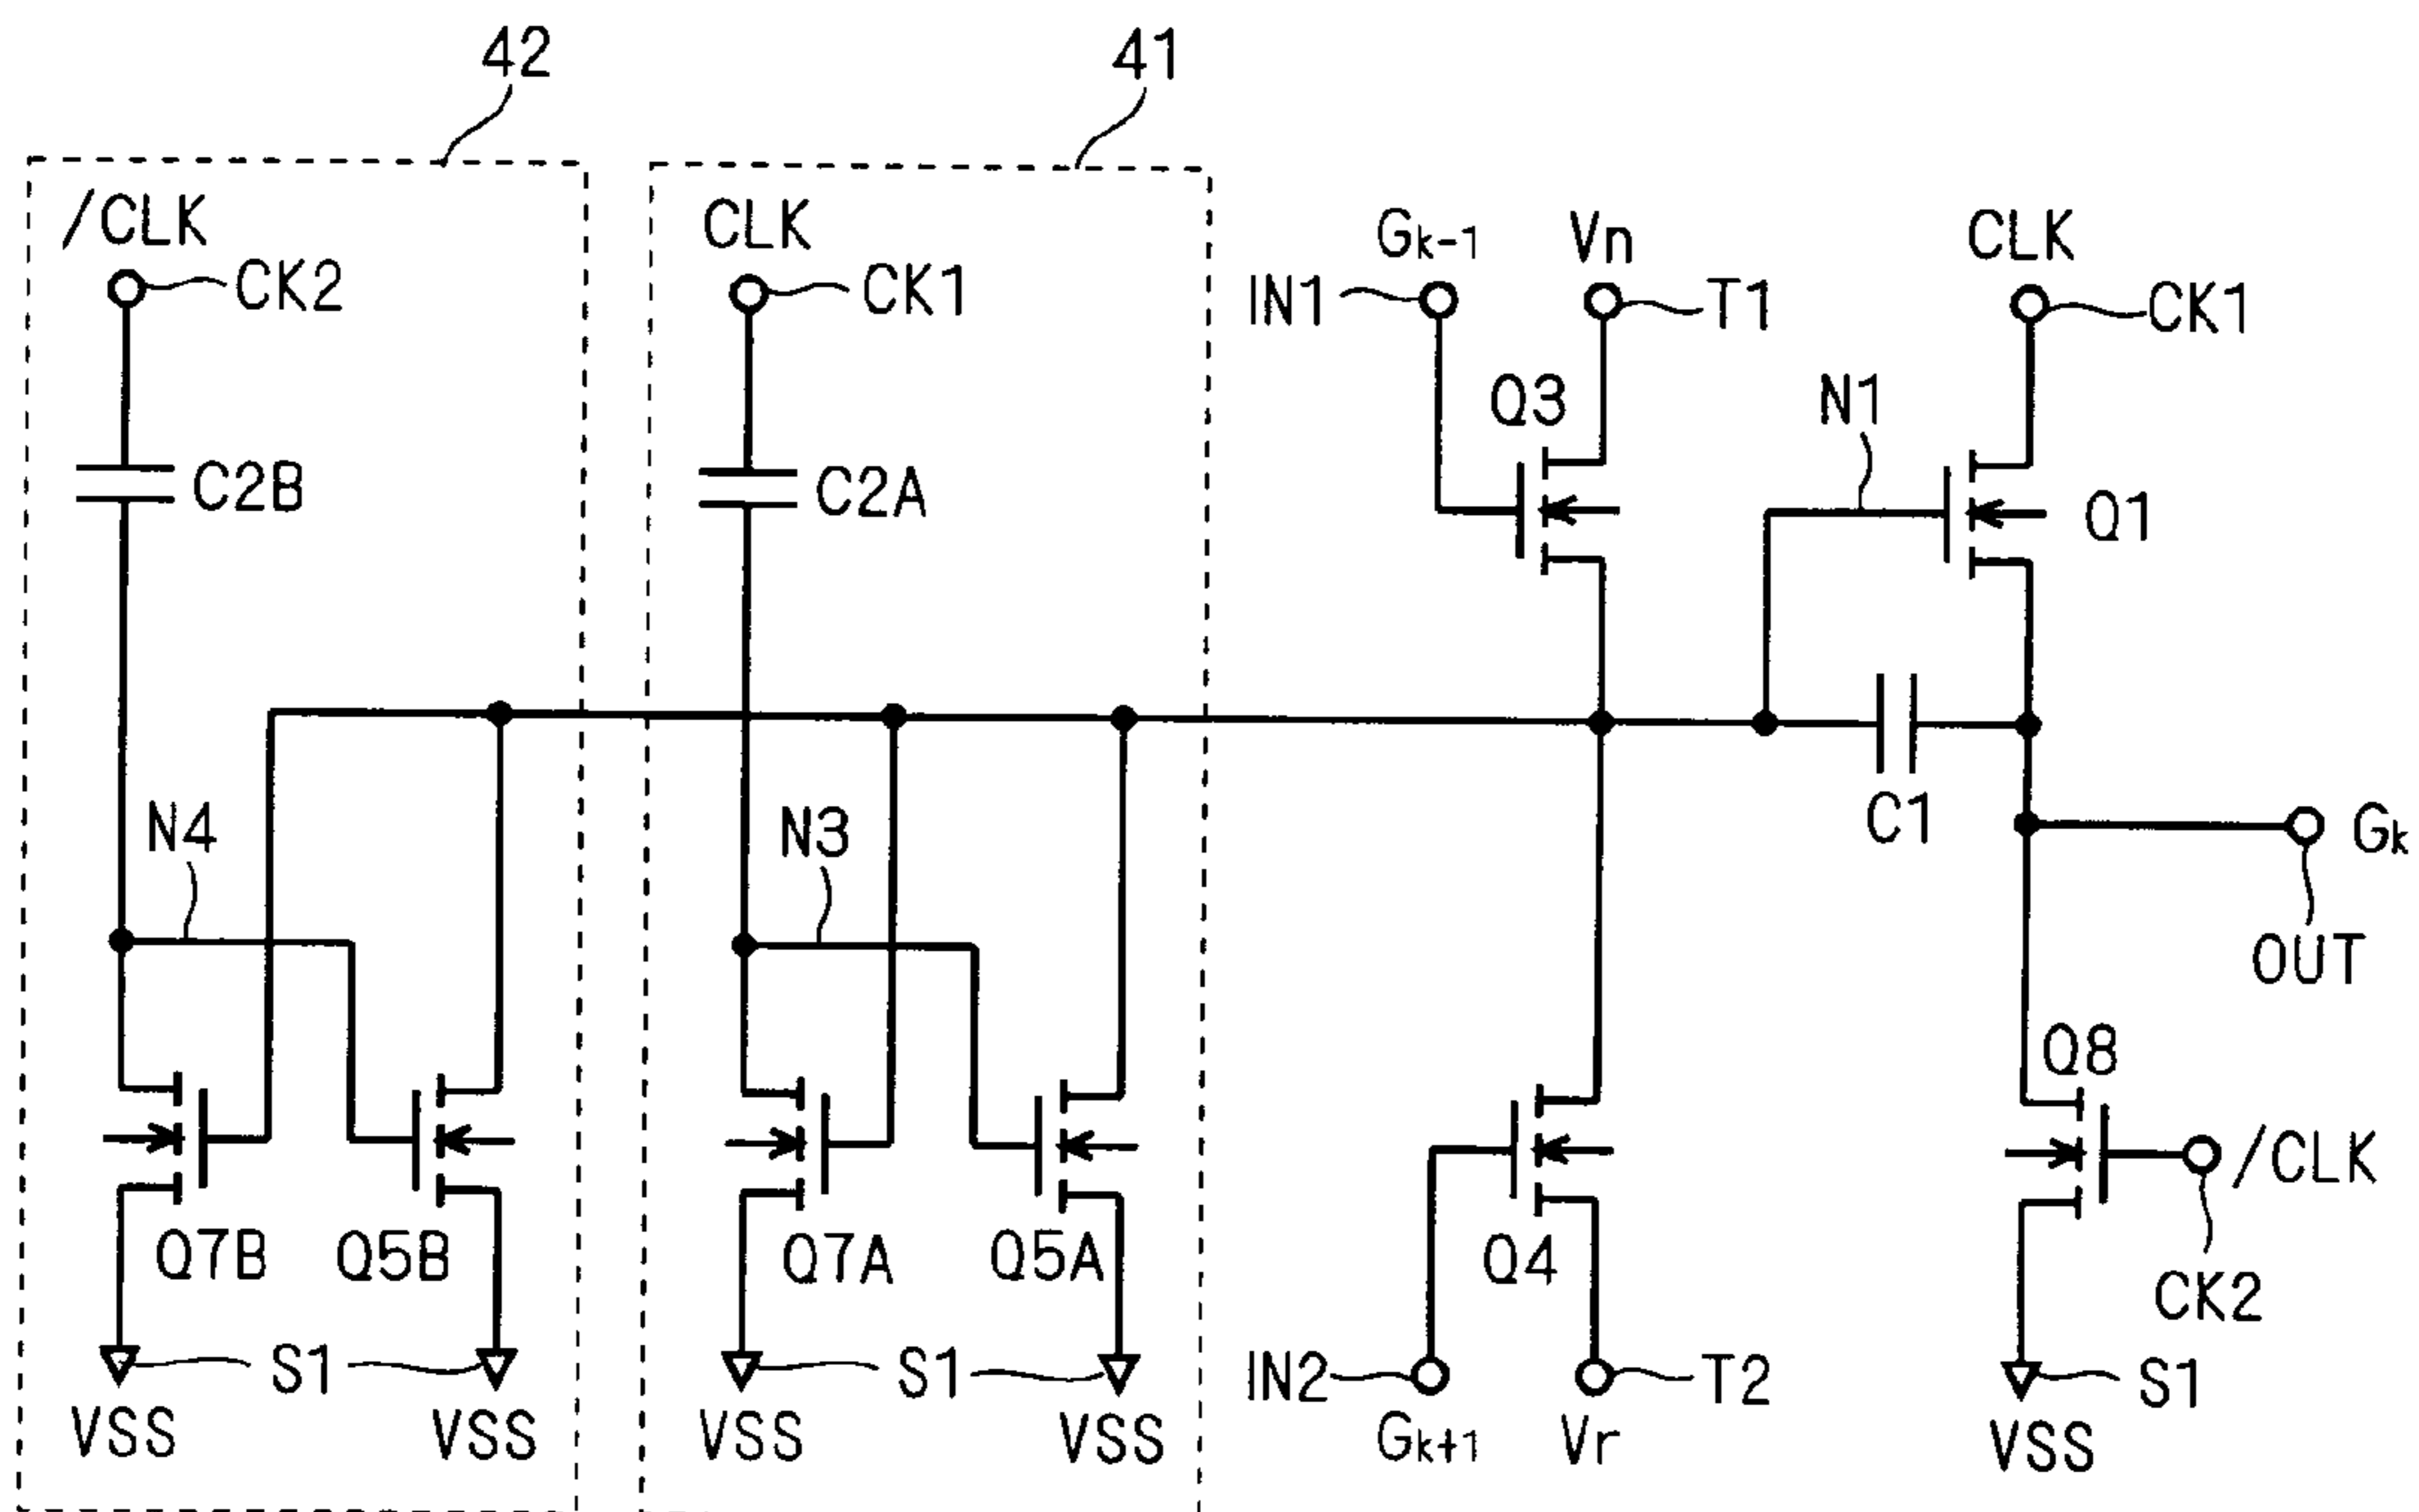 42
41
/CLK
CLK
Gk-1
Vn
CLK
CK2
CK1
IN1
T1
CK1
Q3
N1
C2B
C2A
Q1
N4
N3
C1
Gk
OUT
Q8
/CLK
Q7B
Q5B
Q7A
Q5A
Q4
CK2
S1
S1
IN2
T2
S1
VSS
VSS
VSS
VSS
Gk+1
Vr
VSS